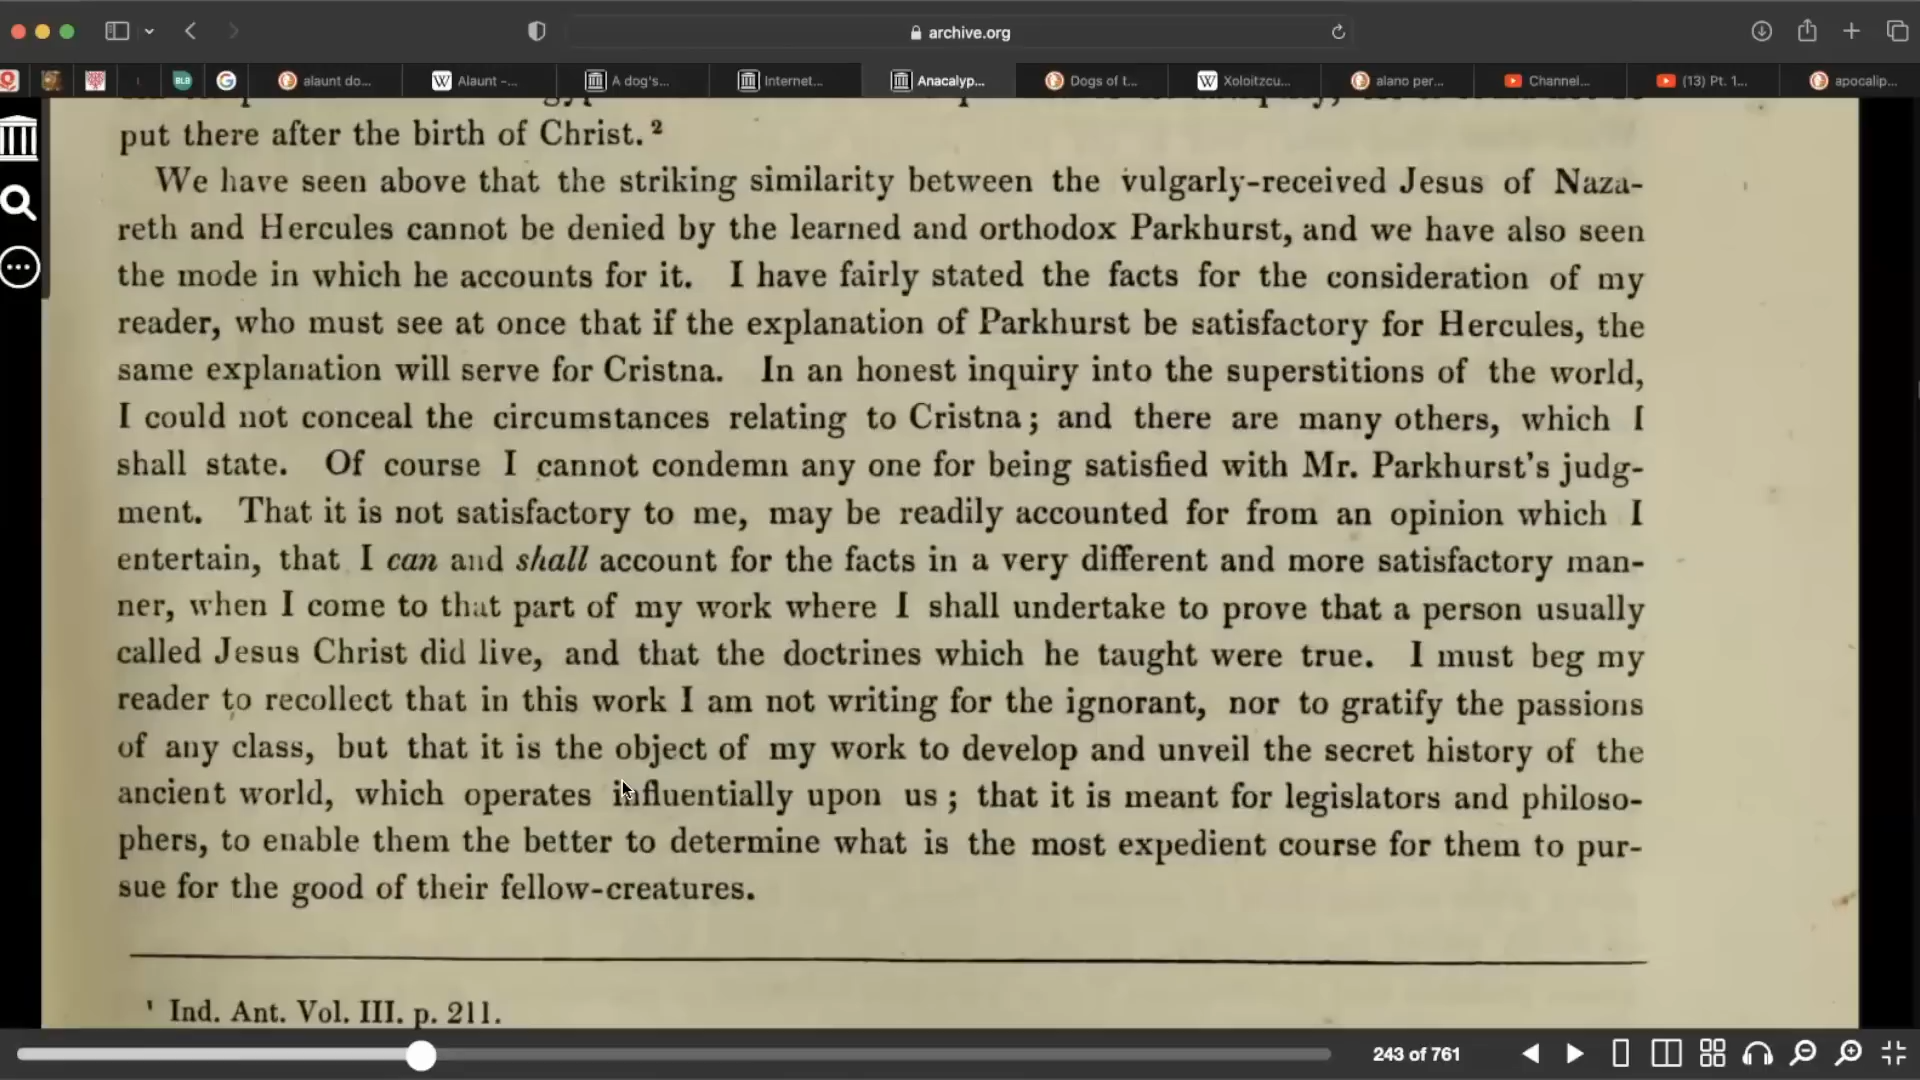 archive.org
alaunt do...
Alaunt -...
A dog's...
Internet...
Anacalyp...
Dogs of t...
Xoloitzcu...
alano per...
Channel...
(13) Pt. 1...
apocalip...
put there after the birth of Christ. ²
We have seen above that the striking similarity between the vulgarly-received Jesus of Naza-
reth and Hercules cannot be denied by the learned and orthodox Parkhurst, and we have also seen
the mode in which he accounts for it. I have fairly stated the facts for the consideration of my
reader, who must see at once that if the explanation of Parkhurst be satisfactory for Hercules, the
same explanation will serve for Cristna. In an honest inquiry into the superstitions of the world,
I could not conceal the circumstances relating to Cristna; and there are many others, which I
shall state. Of course I cannot condemn any one for being satisfied with Mr. Parkhurst's judg-
ment. That it is not satisfactory to me, may be readily accounted for from an opinion which I
entertain, that I can and shall account for the facts in a very different and more satisfactory man-
ner, when I come to that part of my work where I shall undertake to prove that a person usually
called Jesus Christ did live, and that the doctrines which he taught were true. I must beg my
reader to recollect that in this work I am not writing for the ignorant, nor to gratify the passions
of any class, but that it is the object of my work to develop and unveil the secret history of the
ancient world, which operates influentially upon us; that it is meant for legislators and philoso-
phers, to enable them the better to determine what is the most expedient course for them to pur-
sue for the good of their fellow-creatures.
¹ Ind. Ant. Vol. III. p. 211.
243 of 761